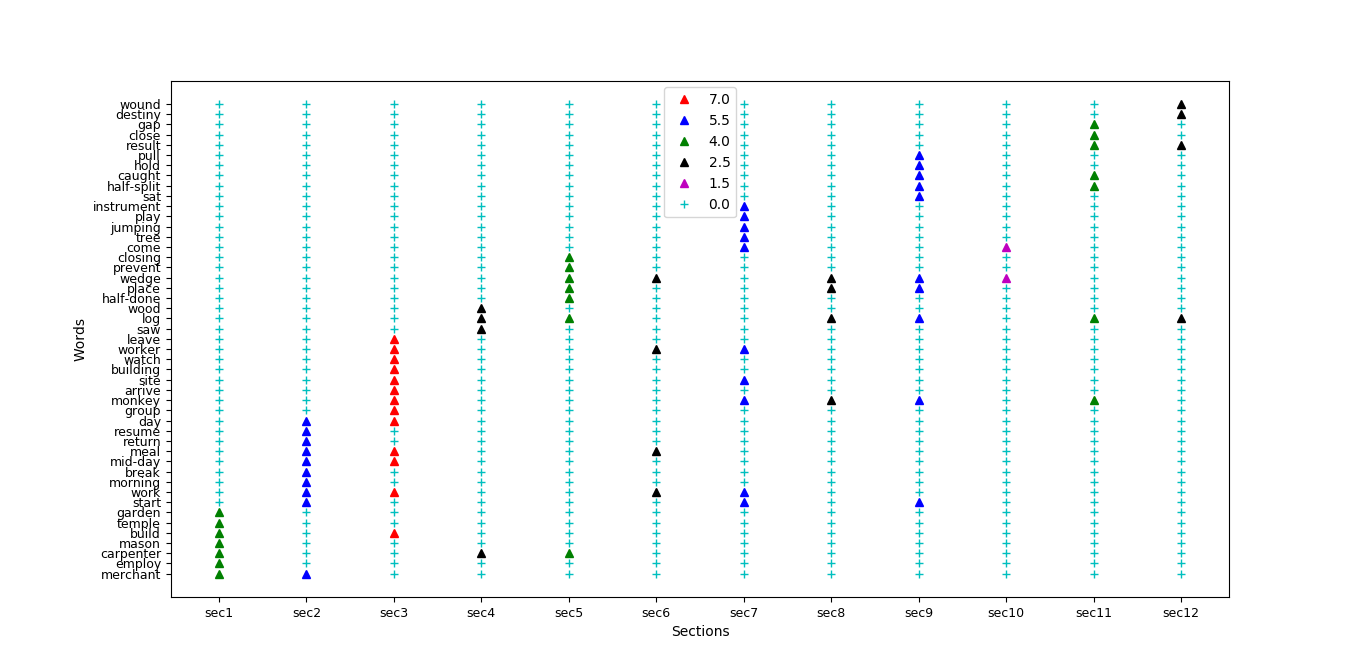 wound
destiny
gap
close
result
pull
hold
caught
half-split
sat
instrument
play
jumping
tree
come
closing
prevent
wedge
place
half-done
wood
log
saw
leave
worker
watch
building
site
arrive
monkey
group
day
resume
return
meal
mid-day
break
morning
work
start
garden
temple
build
mason
carpenter
employ
merchant
Words
7.0
5.5
4.0
2.5
1.5
0.0
sec1 sec2 sec3 sec4 sec5 sec6 sec7 sec8 sec9 sec10 sec11 sec12
Sections